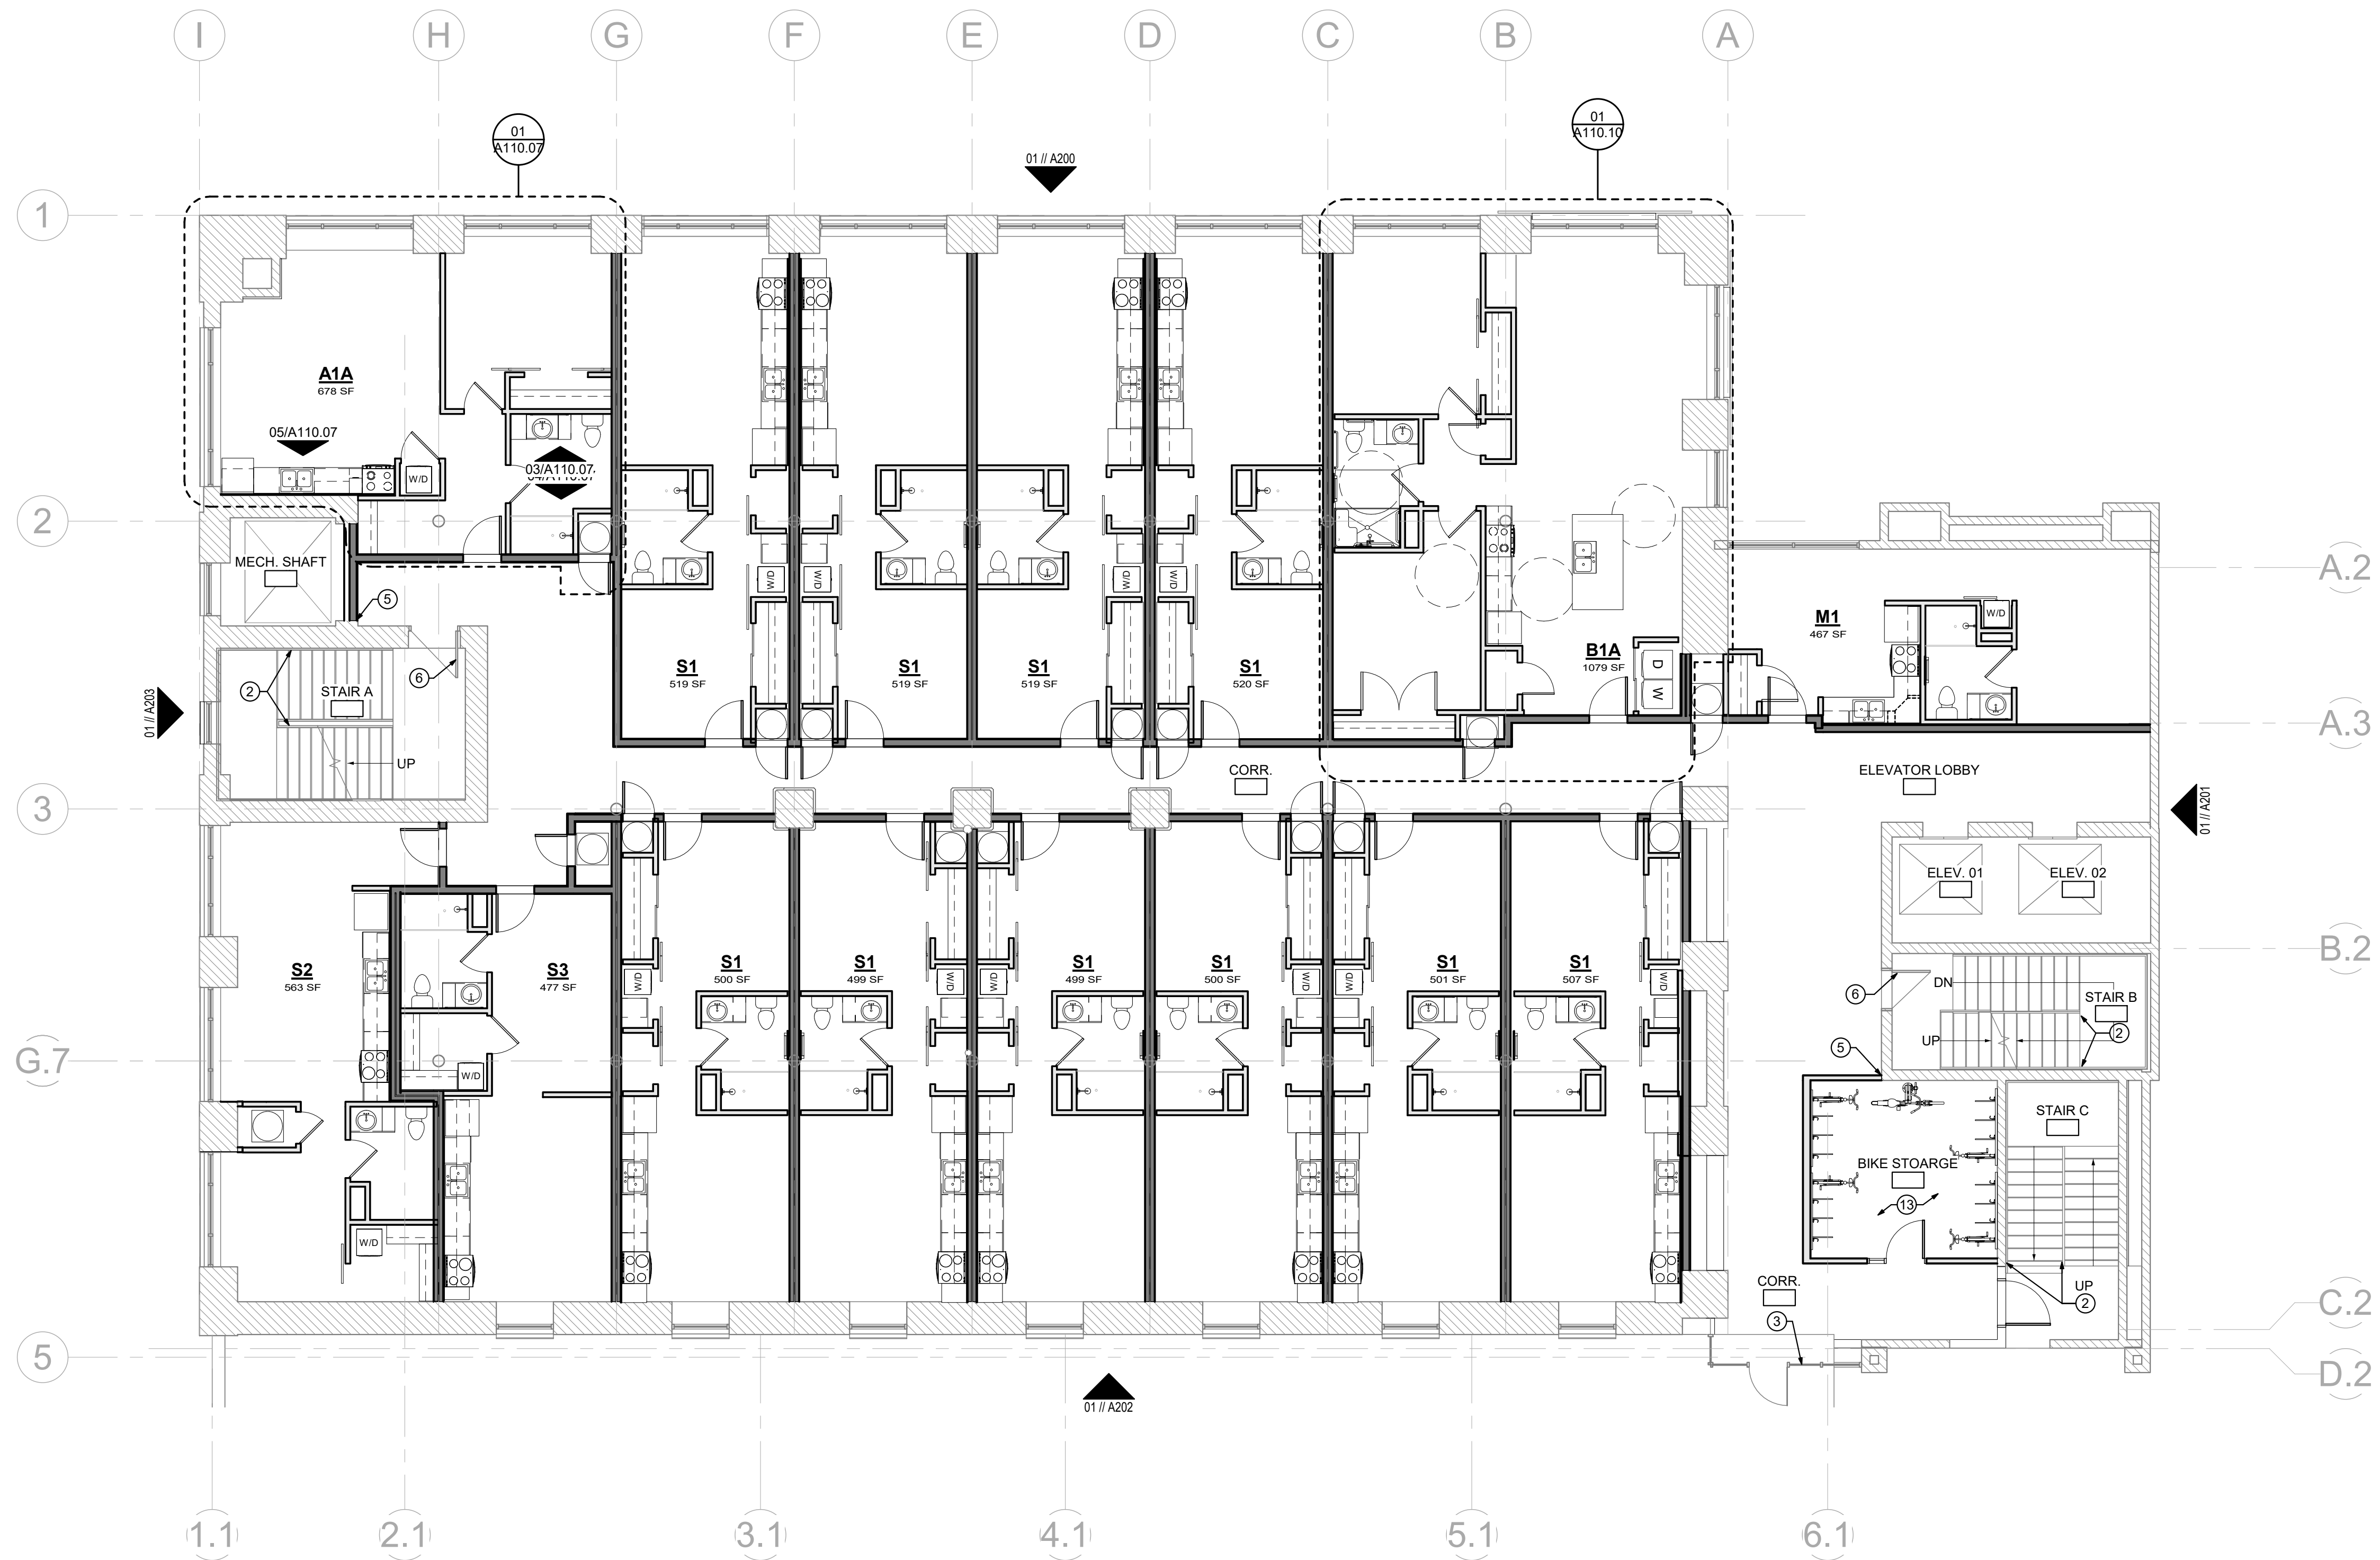 I
H
G
F
E
D
C
B
A
01
A110.07
01
A110.10
01 // A200
1
A1A
678 SF
05/A110.07
03/A110.07
W/D
2
MECH. SHAFT
5
A.2
W/D
W/D
W/D
W/D
W/D
M1
467 SF
6
2
STAIR A
S1
519 SF
S1
519 SF
S1
519 SF
S1
520 SF
B1A
1079 SF
D
W
01 // A203
A.3
UP
CORR.
ELEVATOR LOBBY
3
01 // A201
ELEV. 01
ELEV. 02
B.2
S2
563 SF
S3
477 SF
S1
500 SF
S1
499 SF
S1
499 SF
S1
500 SF
S1
501 SF
S1
507 SF
W/D
W/D
W/D
W/D
W/D
W/D
6
DN
STAIR B
2
UP
G.7
W/D
5
STAIR C
BIKE STOARGE
13
W/D
CORR.
3
UP
2
C.2
5
D.2
01 // A202
1.1
2.1
3.1
4.1
5.1
6.1